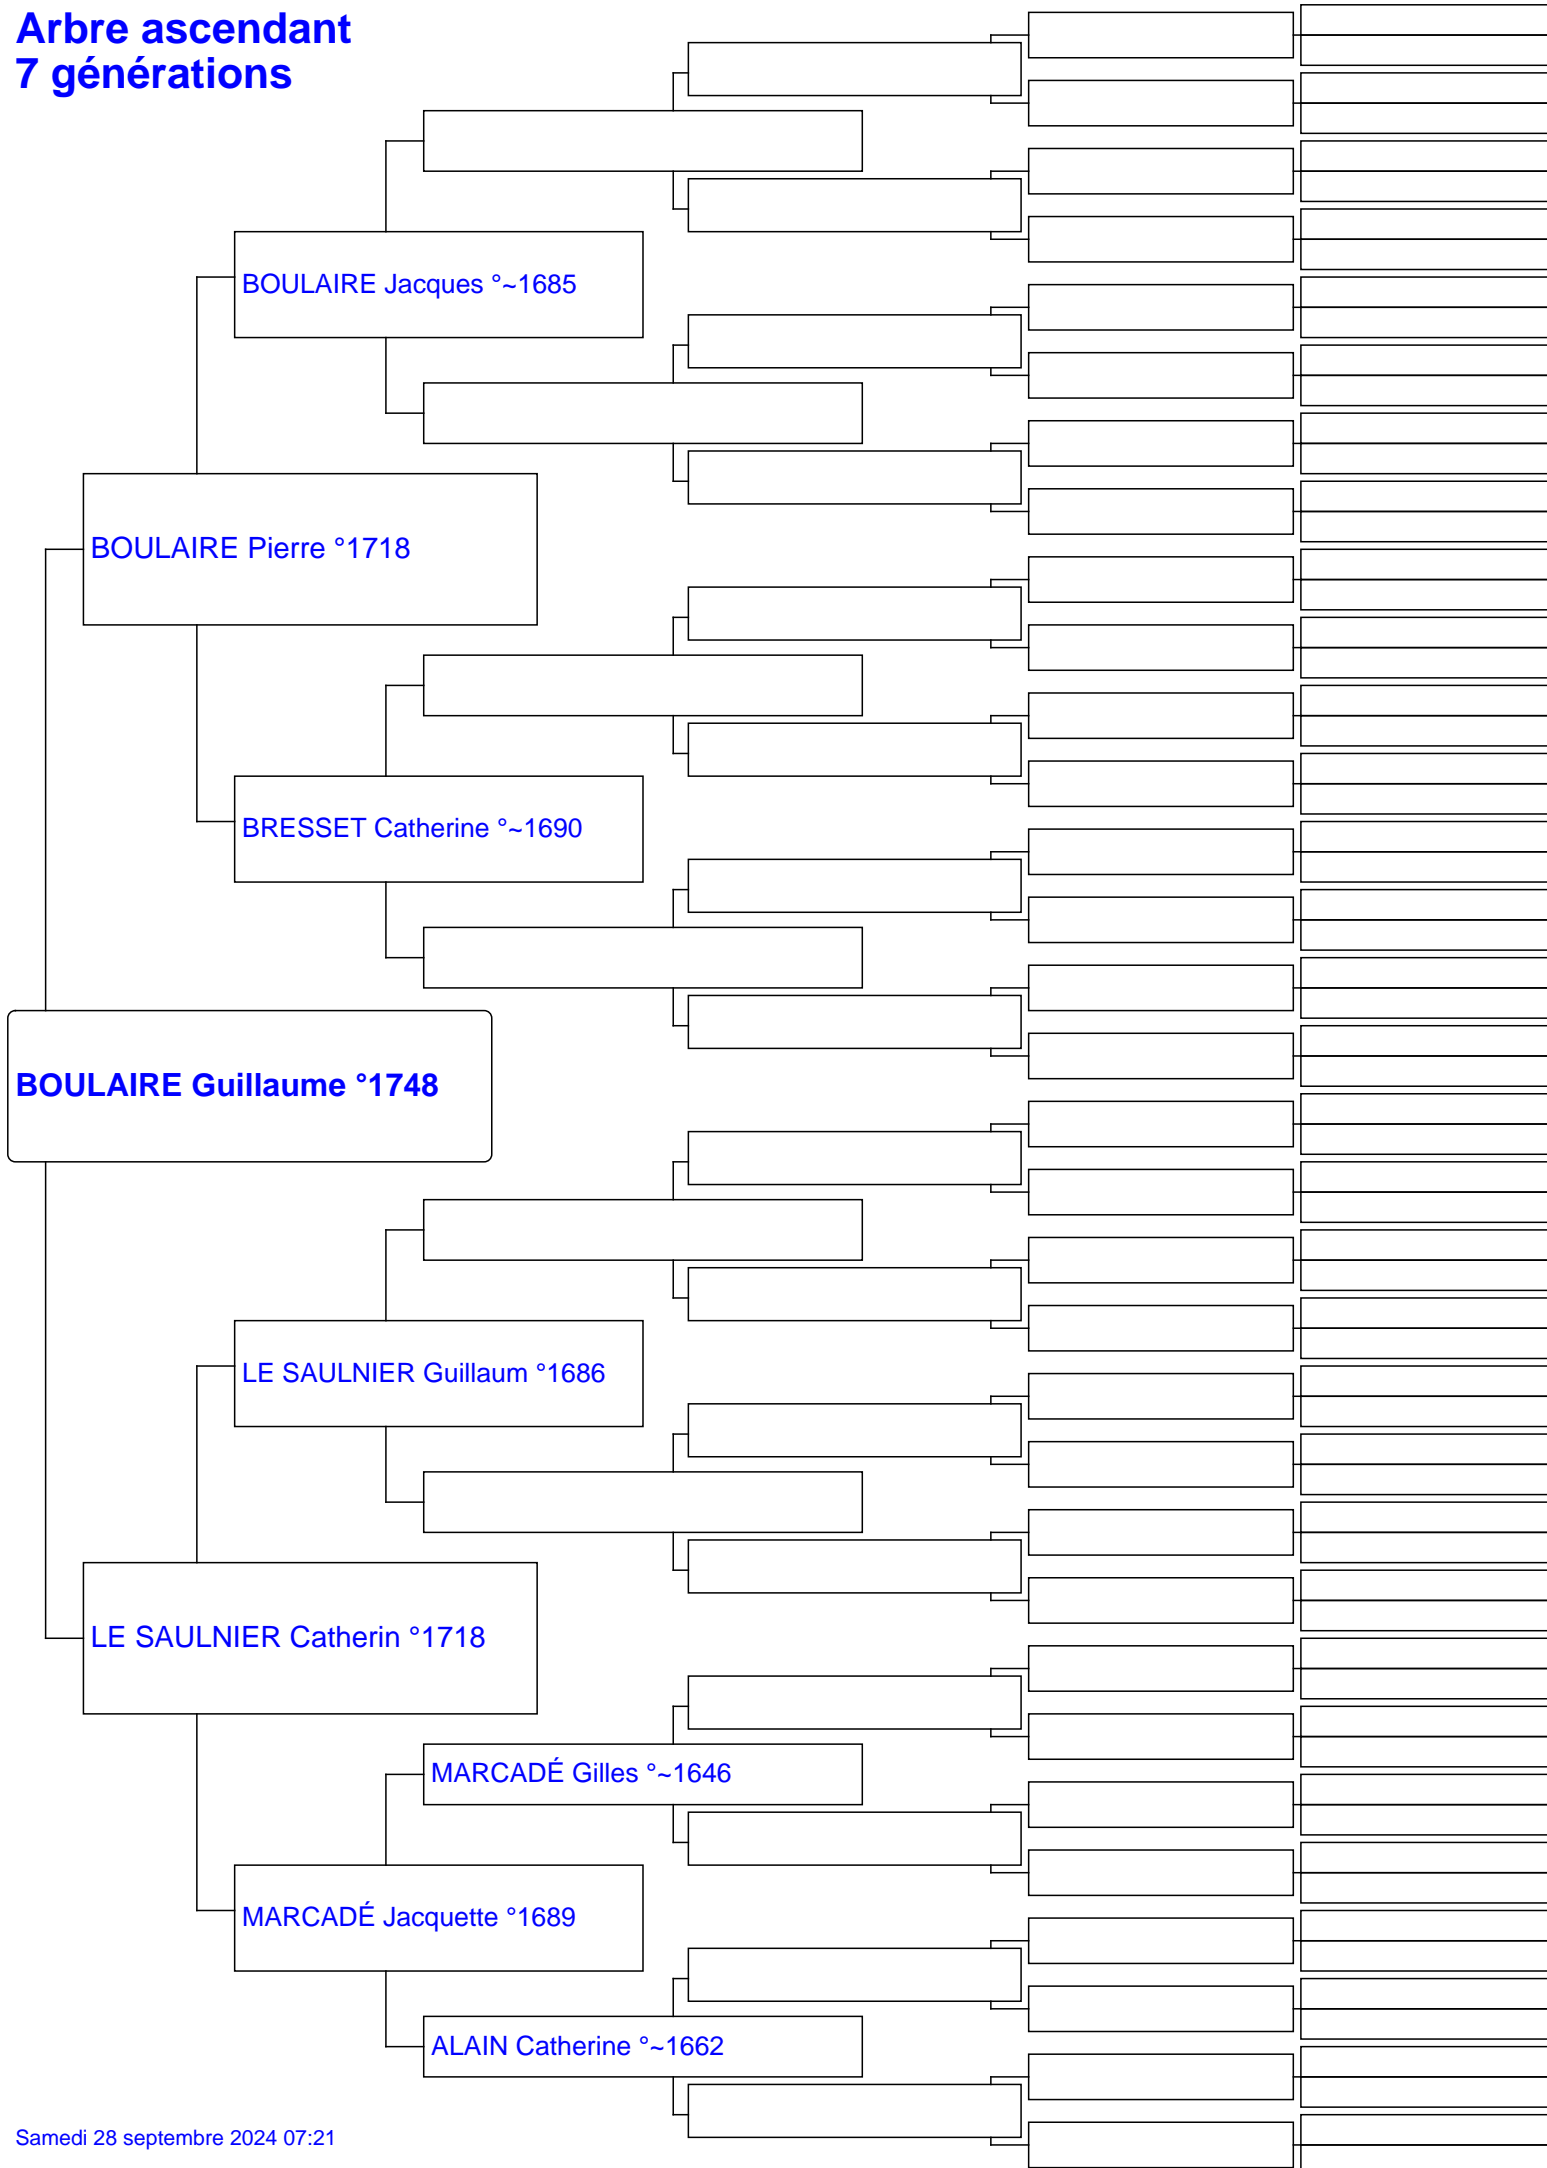 Arbre ascendant
7 générations
BOULAIRE Jacques °~1685
BOULAIRE Pierre °1718
BRESSET Catherine °~1690
BOULAIRE Guillaume °1748
LE SAULNIER Guillaum °1686
LE SAULNIER Catherin °1718
MARCADÉ Gilles °~1646
MARCADÉ Jacquette °1689
ALAIN Catherine °~1662
Samedi 28 septembre 2024 07:21